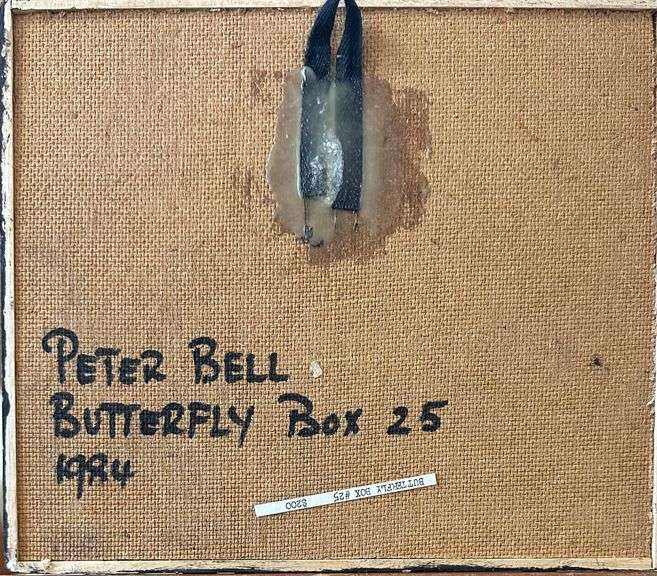 PETER BELL
BUTTERFLY BOX 25
1984
BUTTERFLY BOX #25 $200